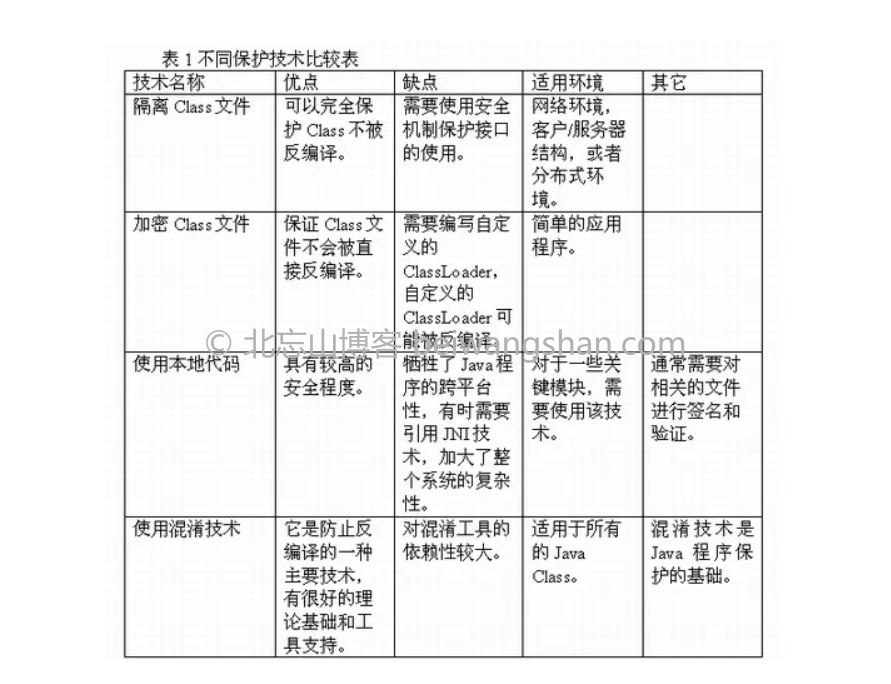 表 1 不同保护技术比较表
技术名称
优点
缺点
适用环境
其它
隔离 Class 文件
可以完全保
护 Class 不被
反编译。
需要使用安全
机制保护接口
的使用。
网络环境，
客户/服务器
结构，或者
分布式环
境。
加密 Class 文件
保证 Class 文
件不会被直
接反编译。
需要编写自定
义的
ClassLoader，
自定义的
ClassLoader 可
能被反编译
简单的应用
程序。
© 北忘山博客 beiwangshan.com
使用本地代码
具有较高的
安全程度。
牺牲了 Java 程
序的跨平台
性，有时需要
引用 JNI 技
术，加大了整
个系统的复杂
性。
对于一些关
键模块，需
要使用该技
术。
通常需要对
相关的文件
进行签名和
验证。
使用混淆技术
它是防止反
编译的一种
主要技术，
有很好的理
论基础和工
具支持。
对混淆工具的
依赖性较大。
适用于所有
的 Java
Class。
混淆技术是
Java 程序保
护的基础。